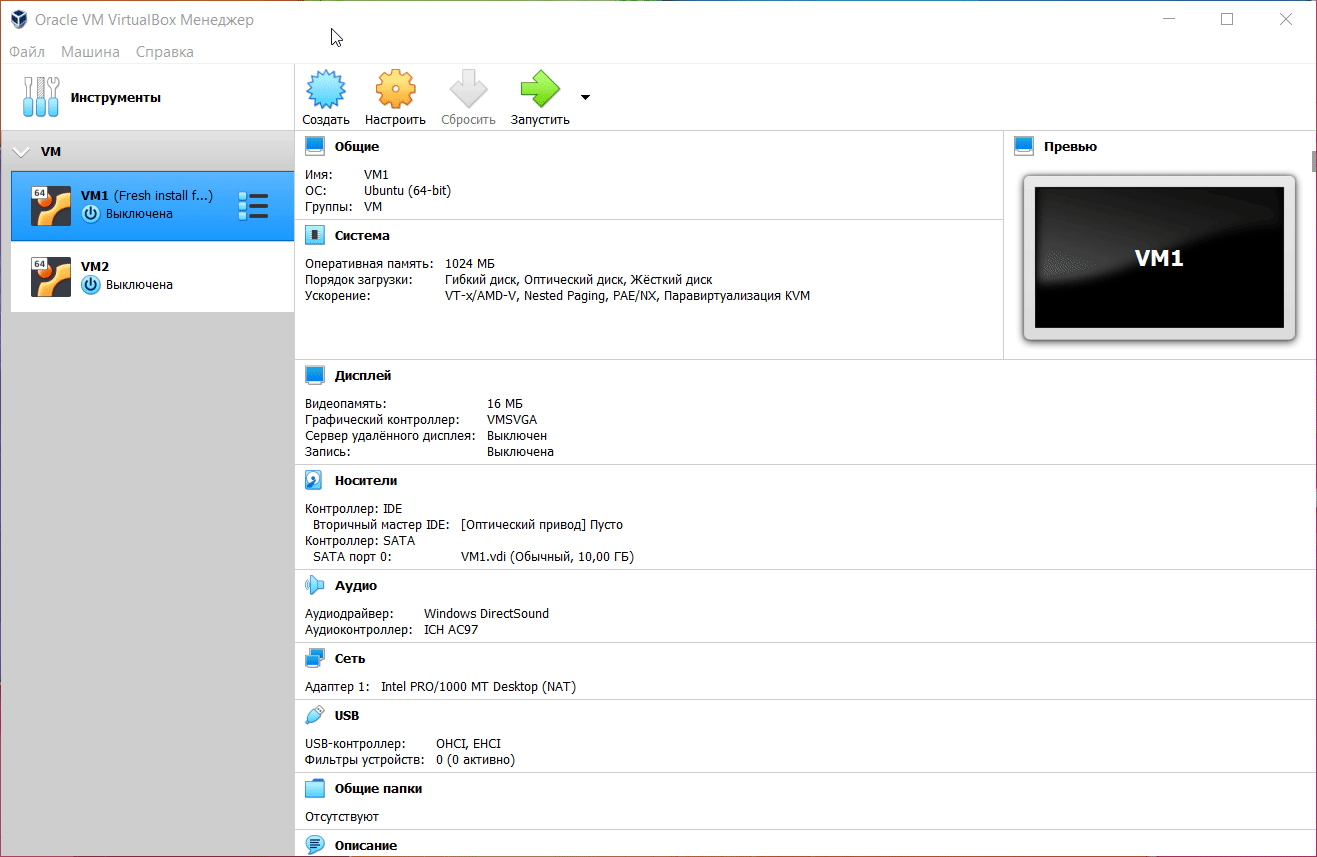 Oracle VM VirtualBox Менеджер
Файл Машина Справка
Инструменты
Создать Настроить Сбросить Запустить
VM
64
VM1 (Fresh install f...)
Выключена
64
VM2
Выключена
Общие
Имя: VM1
ОС: Ubuntu (64-bit)
Группы: VM
Превью
VM1
Система
Оперативная память: 1024 МБ
Порядок загрузки: Гибкий диск, Оптический диск, Жёсткий диск
Ускорение: VT-x/AMD-V, Nested Paging, PAE/NX, Паравиртуализация KVM
Дисплей
Видеопамять: 16 МБ
Графический контроллер: VMSVGA
Сервер удалённого дисплея: Выключен
Запись: Выключена
Носители
Контроллер: IDE
Вторичный мастер IDE: [Оптический привод] Пусто
Контроллер: SATA
SATA порт 0: VM1.vdi (Обычный, 10,00 ГБ)
Аудио
Аудиодрайвер: Windows DirectSound
Аудиоконтроллер: ICH AC97
Сеть
Адаптер 1: Intel PRO/1000 MT Desktop (NAT)
USB
USB-контроллер: OHCI, EHCI
Фильтры устройств: 0 (0 активно)
Общие папки
Отсутствуют
Описание